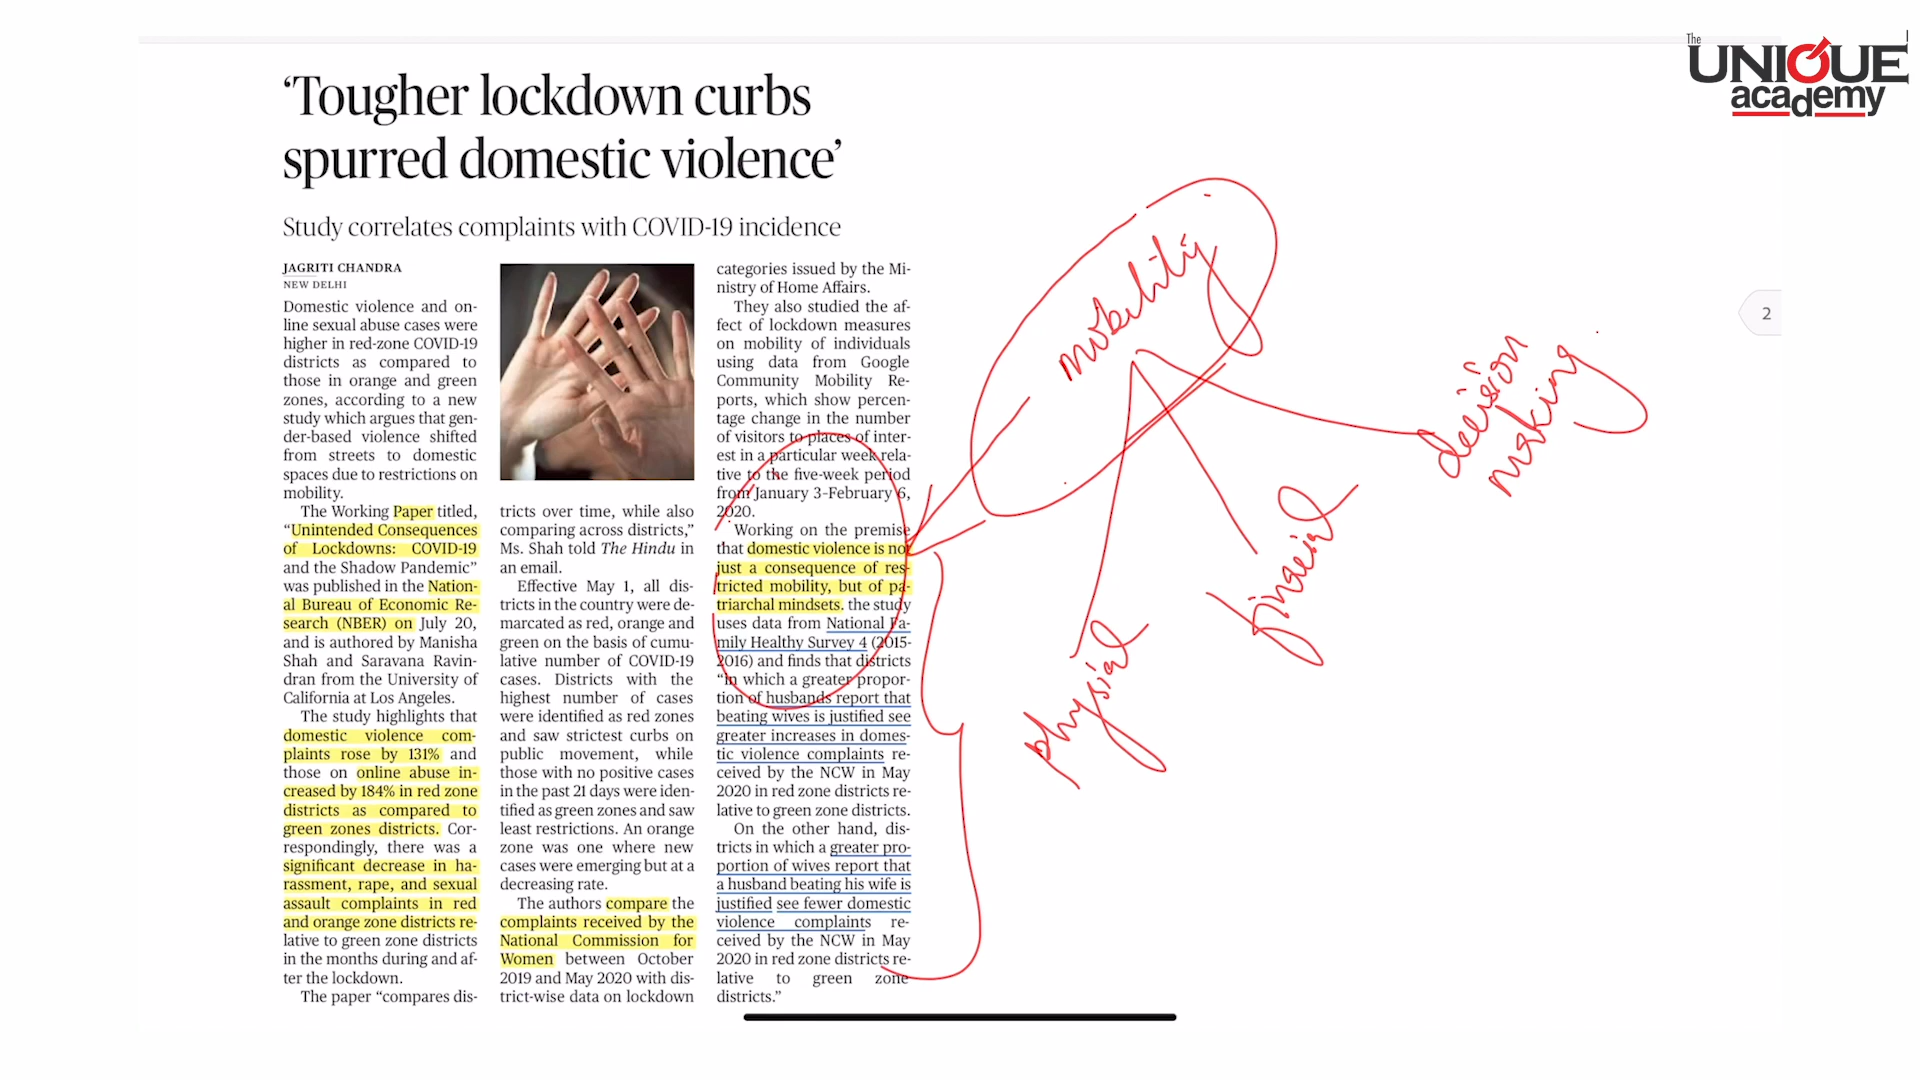 The
UNIQUE
academy
‘Tougher lockdown curbs
spurred domestic violence’
Study correlates complaints with COVID-19 incidence
JAGRITI CHANDRA
NEW DELHI
Domestic violence and on-
line sexual abuse cases were
higher in red-zone COVID-19
districts as compared to
those in orange and green
zones, according to a new
study which argues that gen-
der-based violence shifted
from streets to domestic
spaces due to restrictions on
mobility.
The Working Paper titled,
“Unintended Consequences
of Lockdowns: COVID-19
and the Shadow Pandemic”
was published in the Nation-
al Bureau of Economic Re-
search (NBER) on July 20,
and is authored by Manisha
Shah and Saravana Ravin-
dran from the University of
California at Los Angeles.
The study highlights that
domestic violence com-
plaints rose by 131% and
those on online abuse in-
creased by 184% in red zone
districts as compared to
green zones districts. Cor-
respondingly, there was a
significant decrease in ha-
rassment, rape, and sexual
assault complaints in red
and orange zone districts re-
lative to green zone districts
in the months during and af-
ter the lockdown.
The paper “compares dis-
tricts over time, while also
comparing across districts,”
Ms. Shah told The Hindu in
an email.
Effective May 1, all dis-
tricts in the country were de-
marcated as red, orange and
green on the basis of cumu-
lative number of COVID-19
cases. Districts with the
highest number of cases
were identified as red zones
and saw strictest curbs on
public movement, while
those with no positive cases
in the past 21 days were iden-
tified as green zones and saw
least restrictions. An orange
zone was one where new
cases were emerging but at a
decreasing rate.
The authors compare the
complaints received by the
National Commission for
Women between October
2019 and May 2020 with dis-
trict-wise data on lockdown
categories issued by the Mi-
nistry of Home Affairs.
They also studied the af-
fect of lockdown measures
on mobility of individuals
using data from Google
Community Mobility Re-
ports, which show percen-
tage change in the number
of visitors to places of inter-
est in a particular week rela-
tive to the five-week period
from January 3-February 6,
2020.
Working on the premise
that domestic violence is not
just a consequence of res-
tricted mobility, but of pa-
triarchal mindsets, the study
uses data from National Fa-
mily Healthy Survey 4 (2015-
2016) and finds that districts
“in which a greater propor-
tion of husbands report that
beating wives is justified see
greater increases in domes-
tic violence complaints re-
ceived by the NCW in May
2020 in red zone districts re-
lative to green zone districts.
On the other hand, dis-
tricts in which a greater pro-
portion of wives report that
a husband beating his wife is
justified see fewer domestic
violence complaints re-
ceived by the NCW in May
2020 in red zone districts re-
lative to green zone
districts.”
mobility
physical
financial
decision
making
2